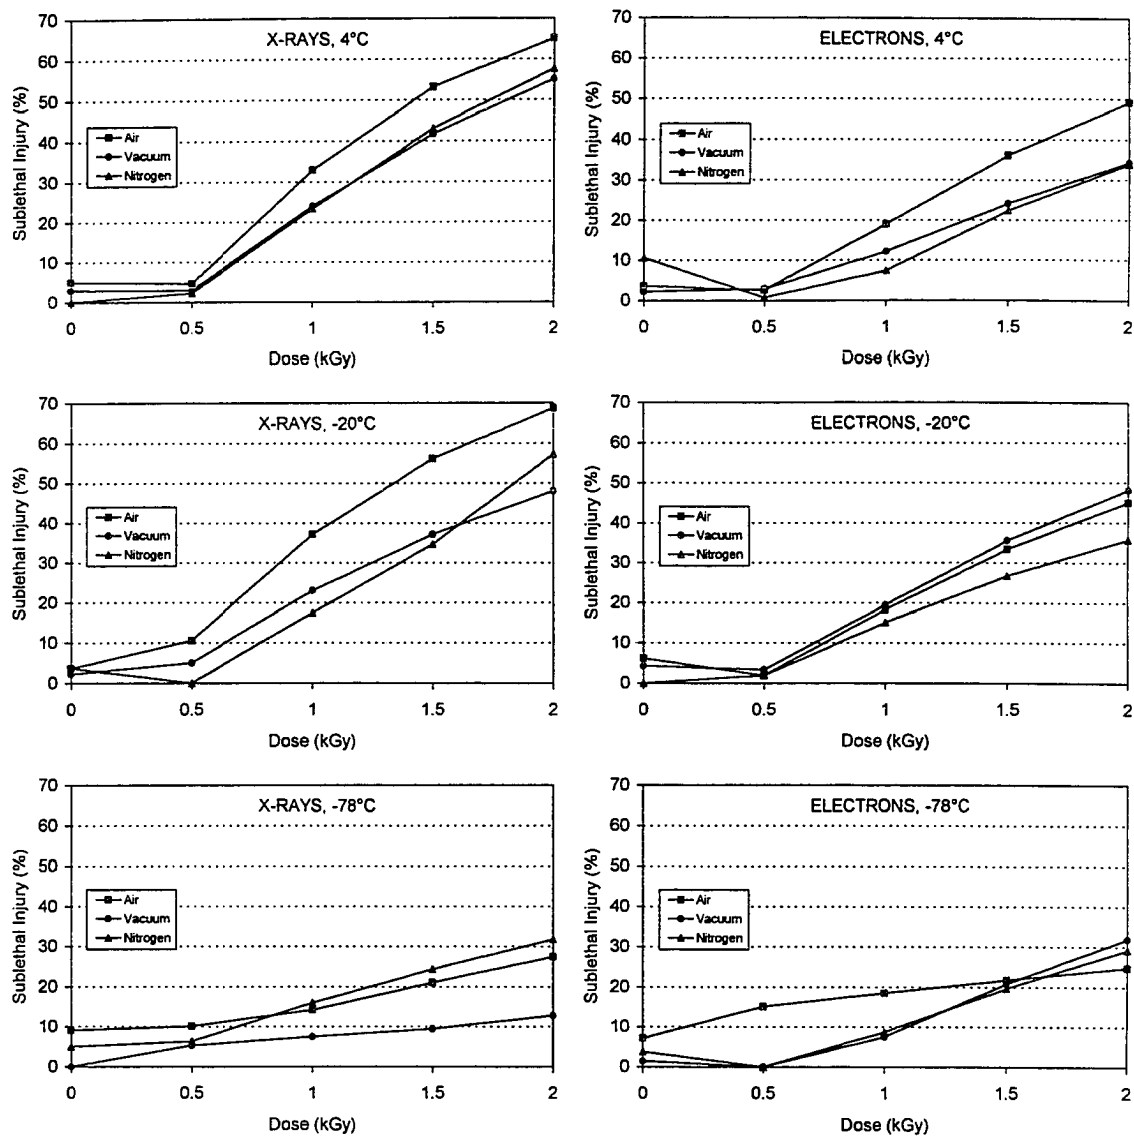 X-RAYS, 4°C
Sublethal Injury (%)
70
60
50
40
30
20
10
0
Air
Vacuum
Nitrogen
0 0.5 1 1.5 2
Dose (kGy)
ELECTRONS, 4°C
Sublethal Injury (%)
70
60
50
40
30
20
10
0
Air
Vacuum
Nitrogen
0 0.5 1 1.5 2
Dose (kGy)
X-RAYS, -20°C
Sublethal Injury (%)
70
60
50
40
30
20
10
0
Air
Vacuum
Nitrogen
0 0.5 1 1.5 2
Dose (kGy)
ELECTRONS, -20°C
Sublethal Injury (%)
70
60
50
40
30
20
10
0
Air
Vacuum
Nitrogen
0 0.5 1 1.5 2
Dose (kGy)
X-RAYS, -78°C
Sublethal Injury (%)
70
60
50
40
30
20
10
0
Air
Vacuum
Nitrogen
0 0.5 1 1.5 2
Dose (kGy)
ELECTRONS, -78°C
Sublethal Injury (%)
70
60
50
40
30
20
10
0
Air
Vacuum
Nitrogen
0 0.5 1 1.5 2
Dose (kGy)